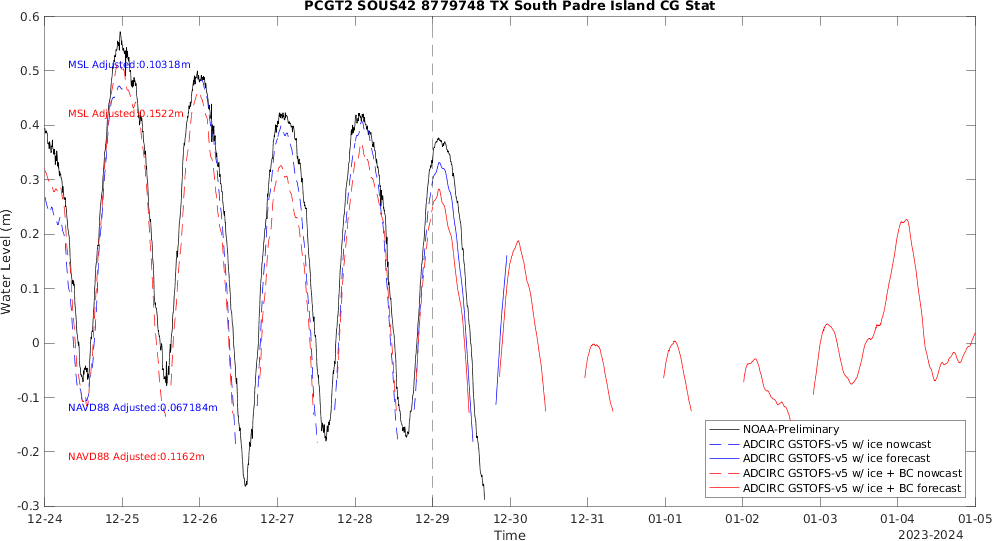 PCGT2 SOUS42 8779748 TX South Padre Island CG Stat
Water Level (m)
0.6
0.5
0.4
0.3
0.2
0.1
0
-0.1
-0.2
-0.3
MSL Adjusted:0.10318m
MSL Adjusted:0.1522m
NAVD88 Adjusted:0.067184m
NAVD88 Adjusted:0.1162m
NOAA-Preliminary
ADCIRC GSTOFS-v5 w/ ice nowcast
ADCIRC GSTOFS-v5 w/ ice forecast
ADCIRC GSTOFS-v5 w/ ice + BC nowcast
ADCIRC GSTOFS-v5 w/ ice + BC forecast
12-24 12-25 12-26 12-27 12-28 12-29 12-30 12-31 01-01 01-02 01-03 01-04 01-05
Time
2023-2024